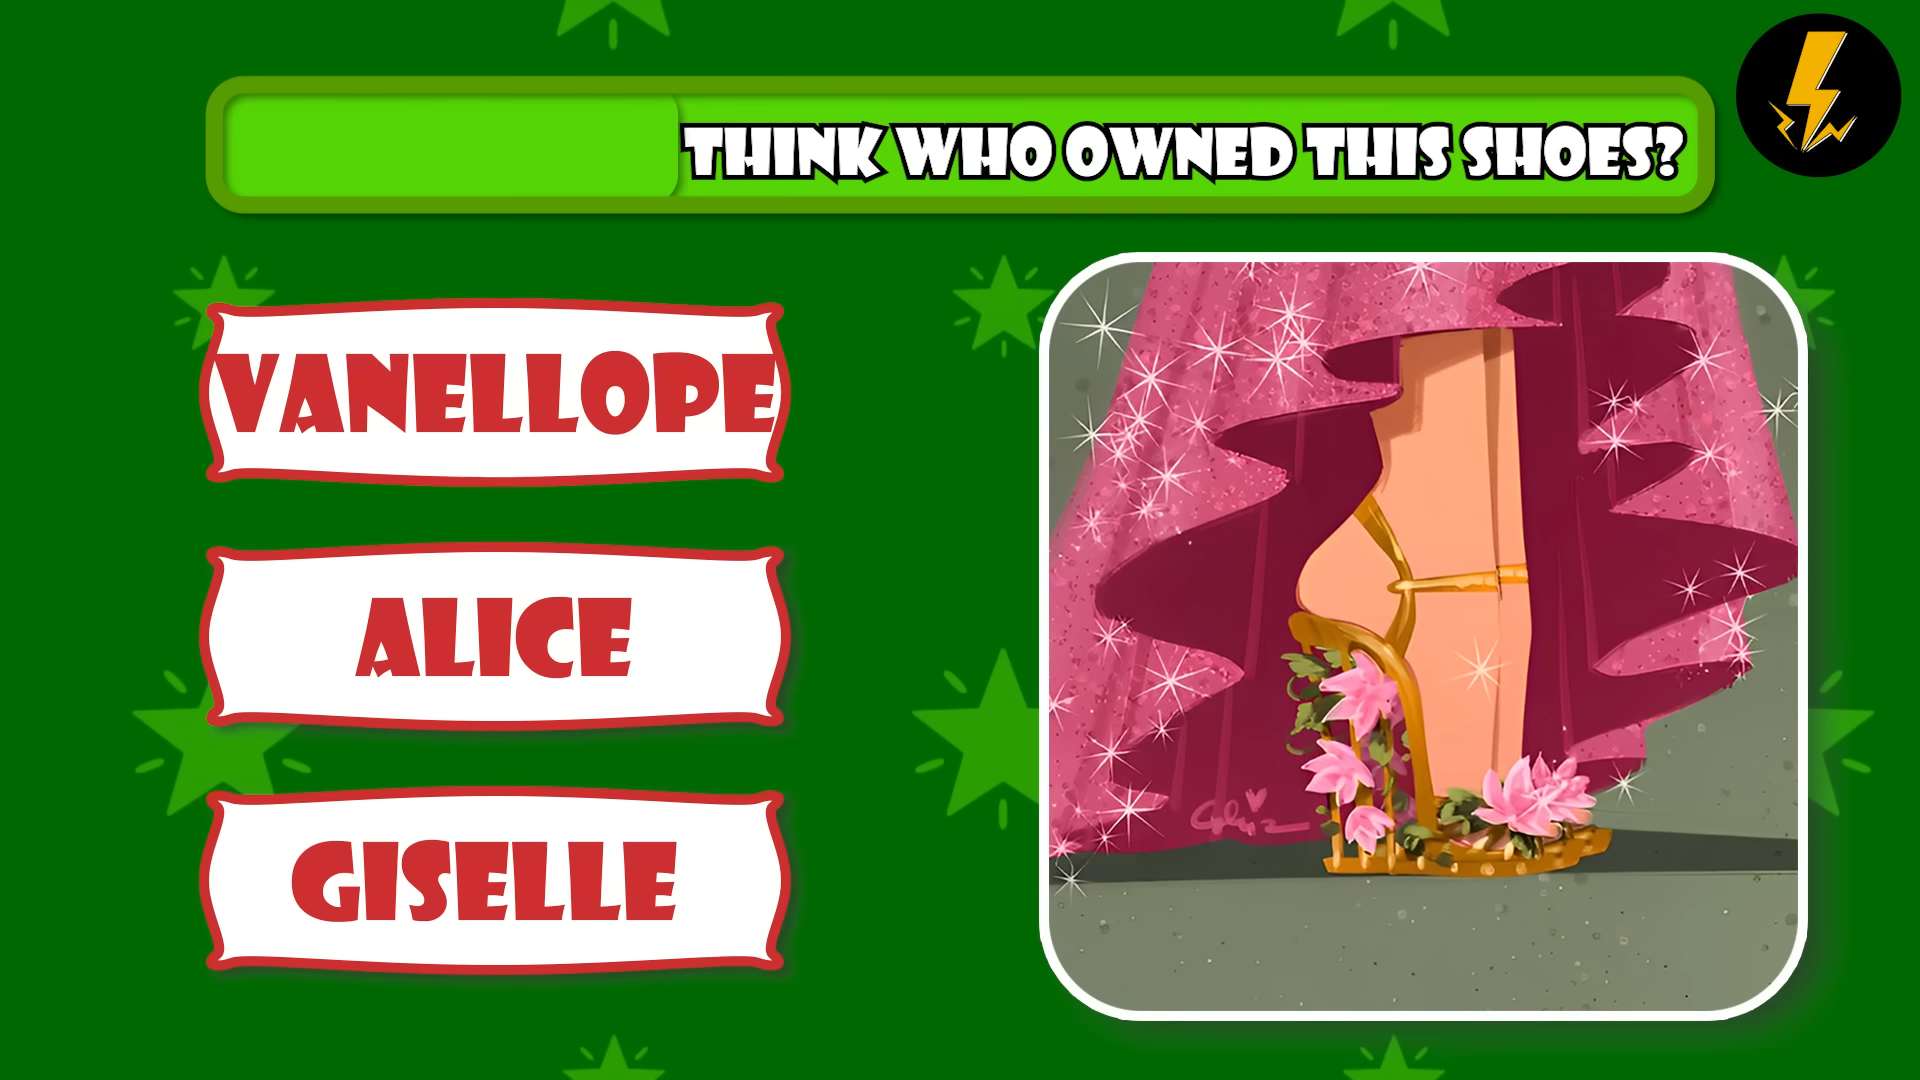 THINK WHO OWNED THIS SHOES?
VANELLOPE
ALICE
GISELLE